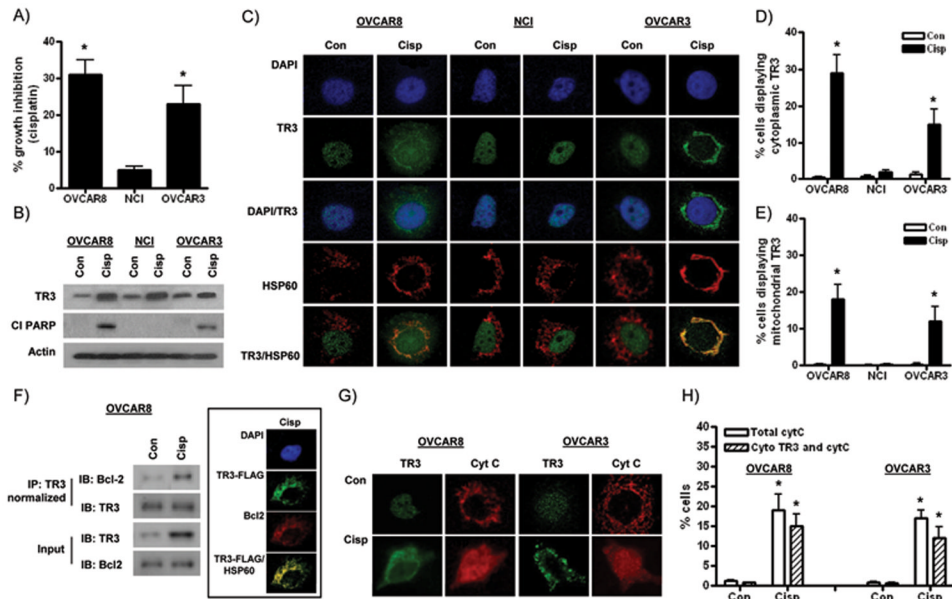 A)
% growth inhibition (cisplatin)
40
30
20
10
0
* *
OVCAR8 NCI OVCAR3
B)
OVCAR8 NCI OVCAR3
Con Cisp Con Cisp Con Cisp
TR3
Cl PARP
Actin
C)
OVCAR8 NCI OVCAR3
Con Cisp Con Cisp Con Cisp
DAPI
TR3
DAPI/TR3
HSP60
TR3/HSP60
D)
% cells displaying cytoplasmic TR3
Con
Cisp
40
30
20
10
0
* *
OVCAR8 NCI OVCAR3
E)
% cells displaying mitochondrial TR3
Con
Cisp
40
30
20
10
0
* *
OVCAR8 NCI OVCAR3
F)
OVCAR8
Con Cisp
IP: TR3 normalized
IB: Bcl-2
IB: TR3
Input
IB: TR3
IB: Bcl2
Cisp
DAPI
TR3-FLAG
Bcl2
TR3-FLAG/
HSP60
G)
OVCAR8 OVCAR3
TR3 Cyt C TR3 Cyt C
Con
Cisp
H)
% cells
Total cytC
Cyto TR3 and cytC
40
35
30
25
20
15
10
5
0
OVCAR8 OVCAR3
* * * *
Con Cisp Con Cisp